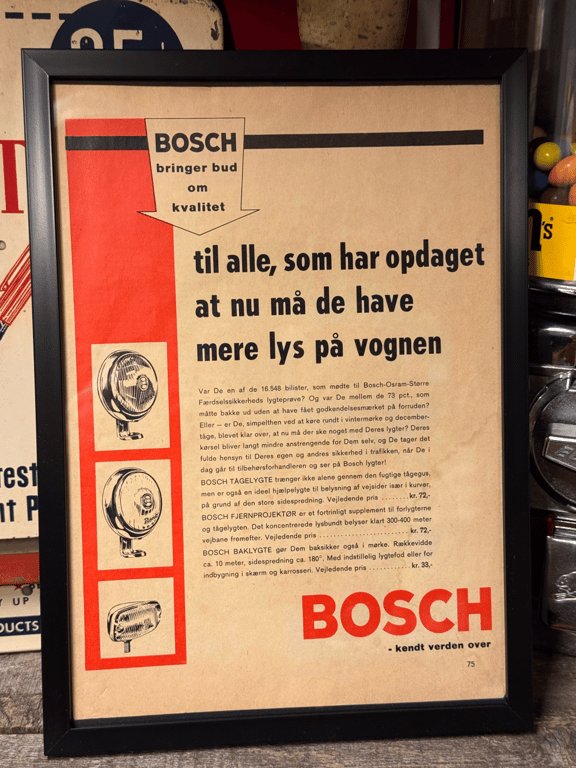 BOSCH
bringer bud
om
kvalitet
til alle, som har opdaget
at nu må de have
mere lys på vognen
Var De en af de 16.548 bilister, som mødte til Bosch-Osram-Større
Færdselssikkerheds lygteprøve? Og var De mellem de 73 pct., som
måtte bakke ud uden at have fået godkendelsesmærket på forruden?
Eller – er De, simpelthen ved at køre rundt i vintermørke og december-
tåge, blevet klar over, at nu må der ske noget med Deres lygter? Deres
kørsel bliver langt mindre anstrengende for Dem selv, og De tager det
fulde hensyn til Deres egen og andres sikkerhed i trafikken, når De i
dag går til tilbehørsforhandleren og ser på Bosch lygter!
BOSCH TÅGELYGTE trænger ikke alene gennem den fugtige tågegus,
men er også en ideel hjælpelygte til belysning af vejsider især i kurver,
på grund af den store sidespredning. Vejledende pris ........kr. 72,-
BOSCH FJERNPROJEKTØR er et fortrinligt supplement til forlygterne
og tågelygten. Det koncentrerede lysbundt belyser klart 300-400 meter
vejbane fremefter. Vejledende pris ........................kr. 72,-
BOSCH BAKLYGTE gør Dem baksikker også i mørke. Rækkevidde
ca. 10 meter, sidespredning ca. 180°. Med indstillelig lygtefod eller for
indbygning i skærm og karrosseri. Vejledende pris ..........kr. 33,-
BOSCH
- kendt verden over
75
'S
UP